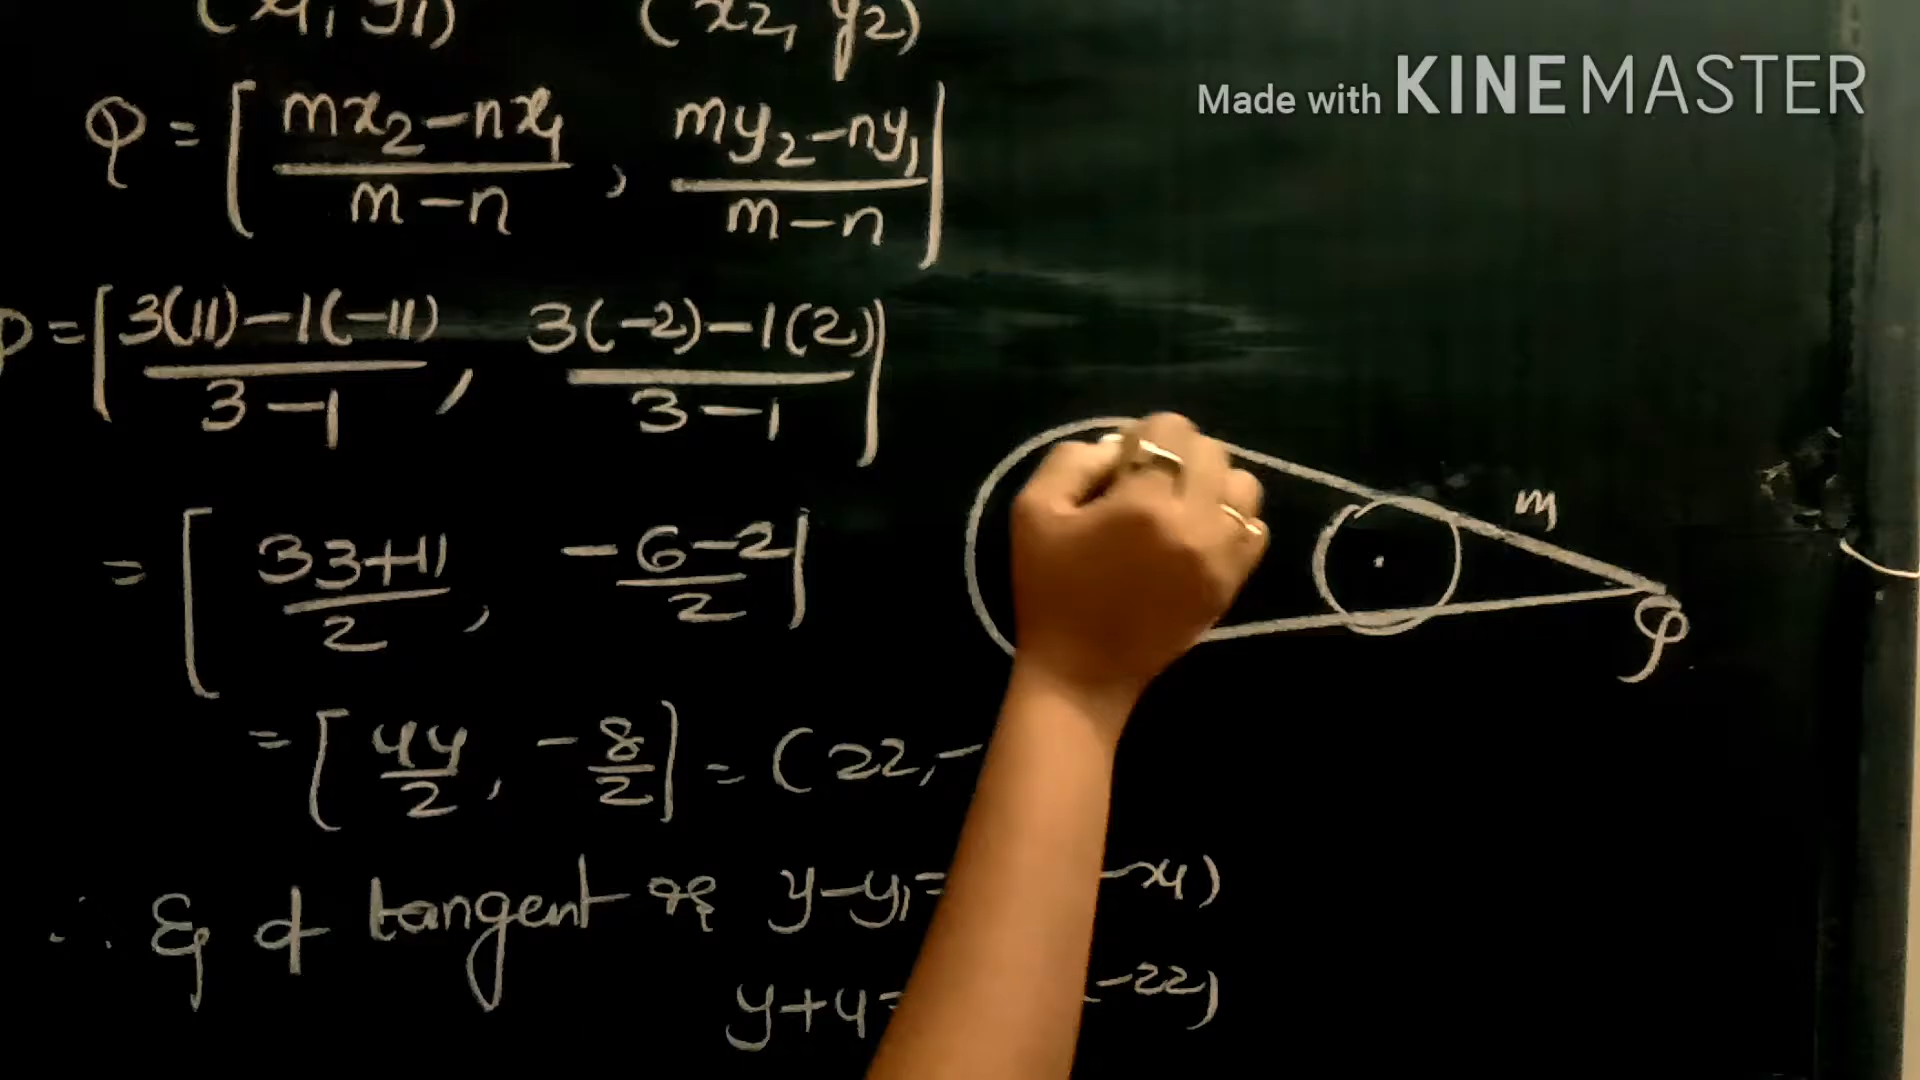 (x1, y1) (x2, y2)
Made with KINEMASTER
Q = [mx2-nx1/m-n, my2-ny1/m-n]
= [3(11)-1(-11)/3-1, 3(-2)-1(2)/3-1]
m
= [33+11/2, -6-2/2]
Q
= [44/2, -8/2] = (22,-
∴ Eq of tangent is y-y1= -x1)
y+4= -22)